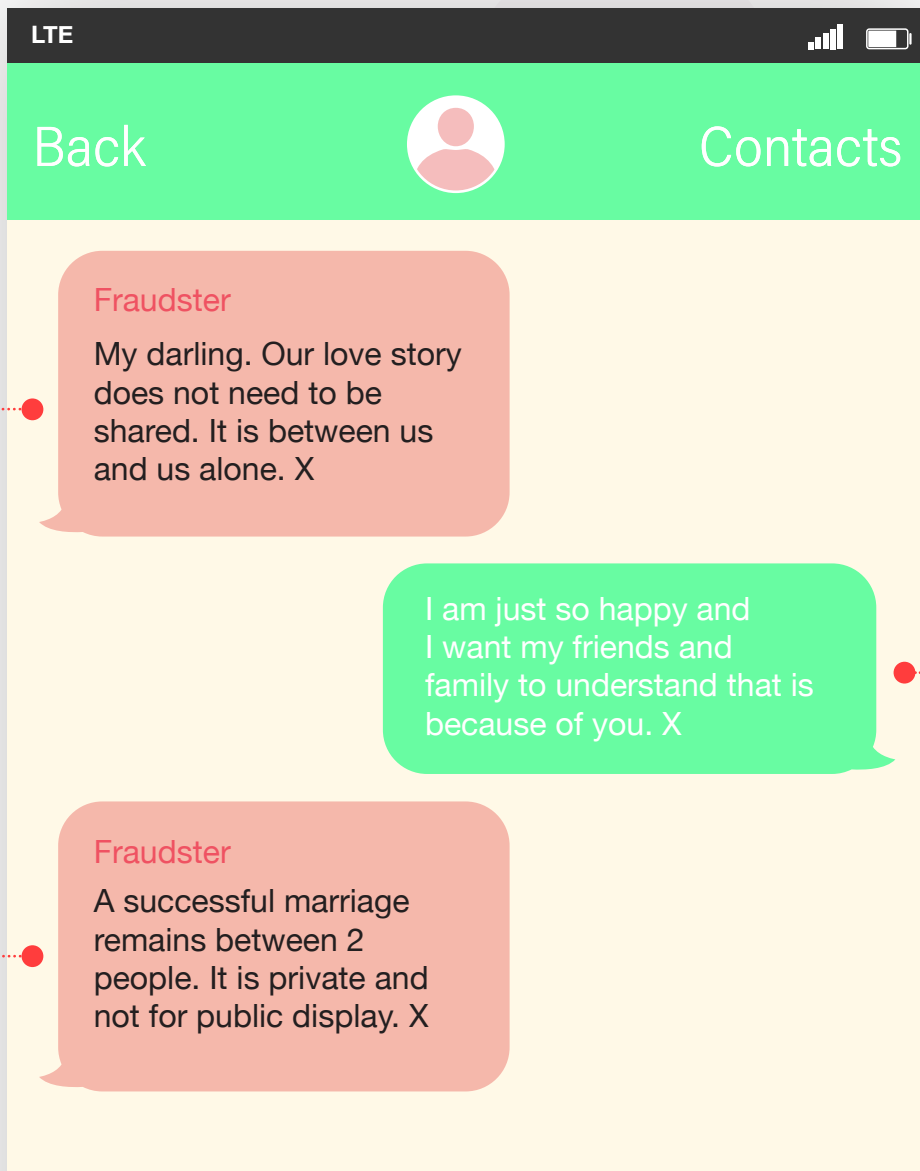 LTE
Back
Contacts
Fraudster
My darling. Our love story
does not need to be
shared. It is between us
and us alone. X
I am just so happy and
I want my friends and
family to understand that is
because of you. X
Fraudster
A successful marriage
remains between 2
people. It is private and
not for public display. X